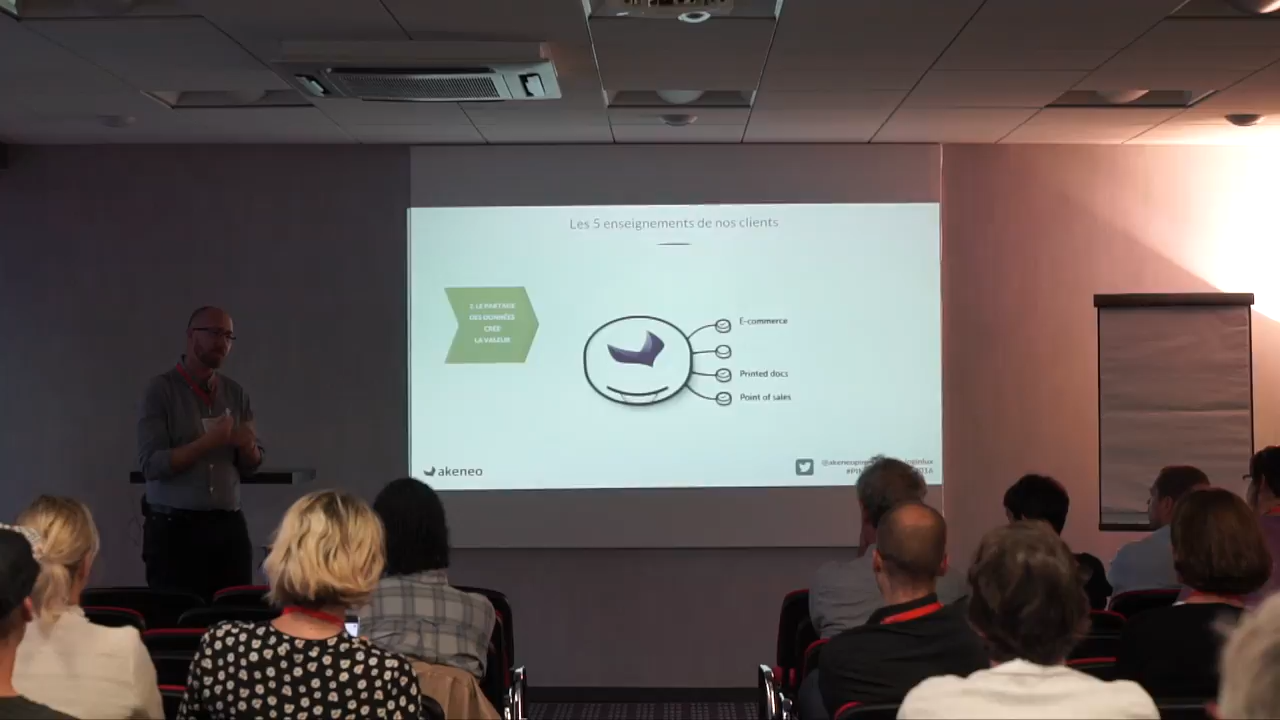 Les 5 enseignements de nos clients
LE PARTAGE
DES DONNÉES
CRÉE
LA VALEUR
E-commerce
Printed docs
Point of sales
akeneo